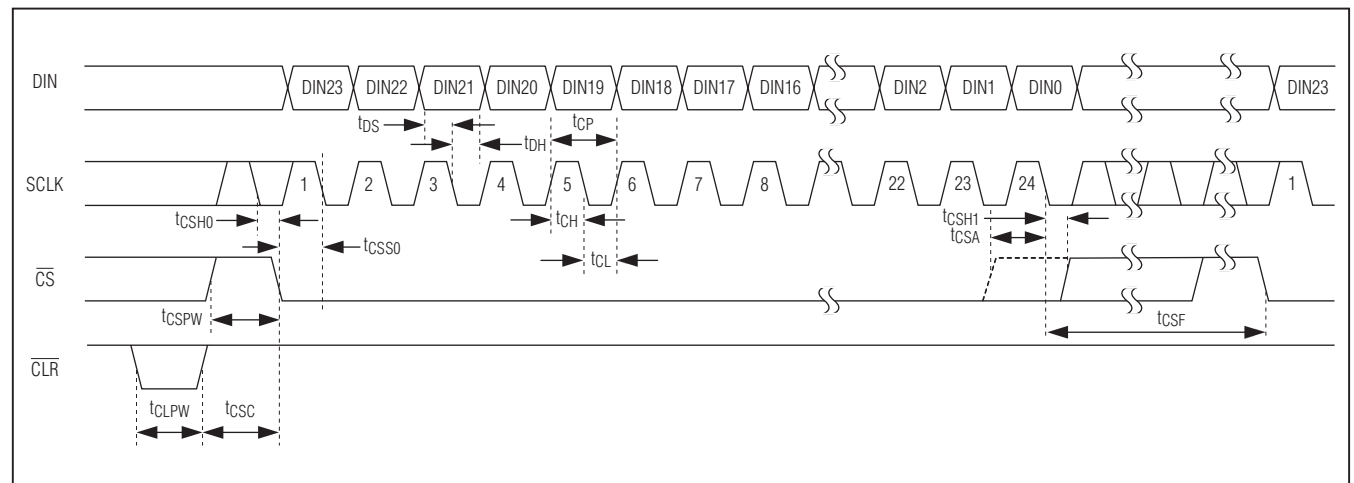 DIN DIN23 DIN22 DIN21 DIN20 DIN19 DIN18 DIN17 DIN16 DIN2 DIN1 DIN0 DIN23
tDS tDH tCP
SCLK 1 2 3 4 5 6 7 8 22 23 24 1
tCSH0 tCH tCSH1
tCSS0 tCL tCSA
CS
tCSPW tCSF
CLR
tCLPW tCSC